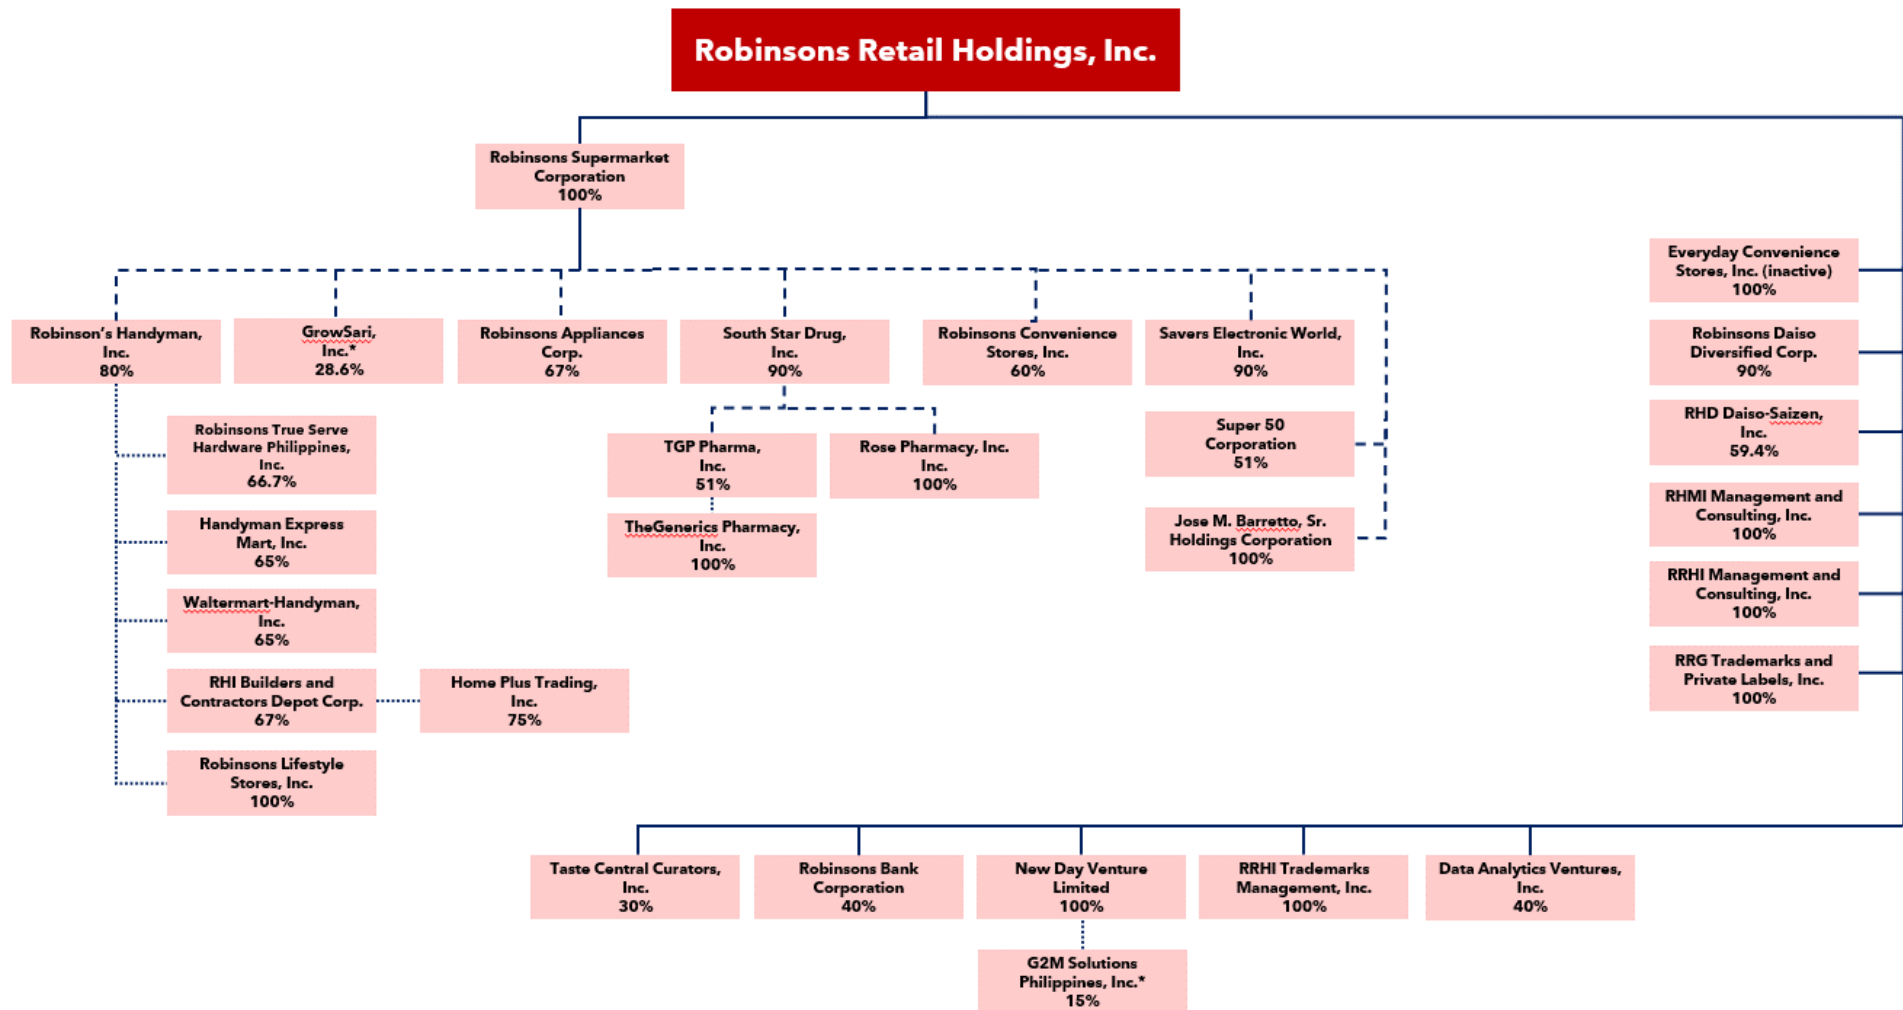 Robinsons Retail Holdings, Inc.
Robinsons Supermarket
Corporation
100%
Robinson's Handyman,
Inc.
80%
GrowSari,
Inc.*
28.6%
Robinsons Appliances
Corp.
67%
South Star Drug,
Inc.
90%
Robinsons Convenience
Stores, Inc.
60%
Savers Electronic World,
Inc.
90%
Robinsons True Serve
Hardware Philippines,
Inc.
66.7%
Handyman Express
Mart, Inc.
65%
Waltermart-Handyman,
Inc.
65%
RHI Builders and
Contractors Depot Corp.
67%
Home Plus Trading,
Inc.
75%
Robinsons Lifestyle
Stores, Inc.
100%
TGP Pharma,
Inc.
51%
TheGenerics Pharmacy,
Inc.
100%
Rose Pharmacy, Inc.
Inc.
100%
Super 50
Corporation
51%
Jose M. Barretto, Sr.
Holdings Corporation
100%
Everyday Convenience
Stores, Inc. (inactive)
100%
Robinsons Daiso
Diversified Corp.
90%
RHD Daiso-Saizen,
Inc.
59.4%
RHMI Management and
Consulting, Inc.
100%
RRHI Management and
Consulting, Inc.
100%
RRG Trademarks and
Private Labels, Inc.
100%
Taste Central Curators,
Inc.
30%
Robinsons Bank
Corporation
40%
New Day Venture
Limited
100%
RRHI Trademarks
Management, Inc.
100%
Data Analytics Ventures,
Inc.
40%
G2M Solutions
Philippines, Inc.*
15%